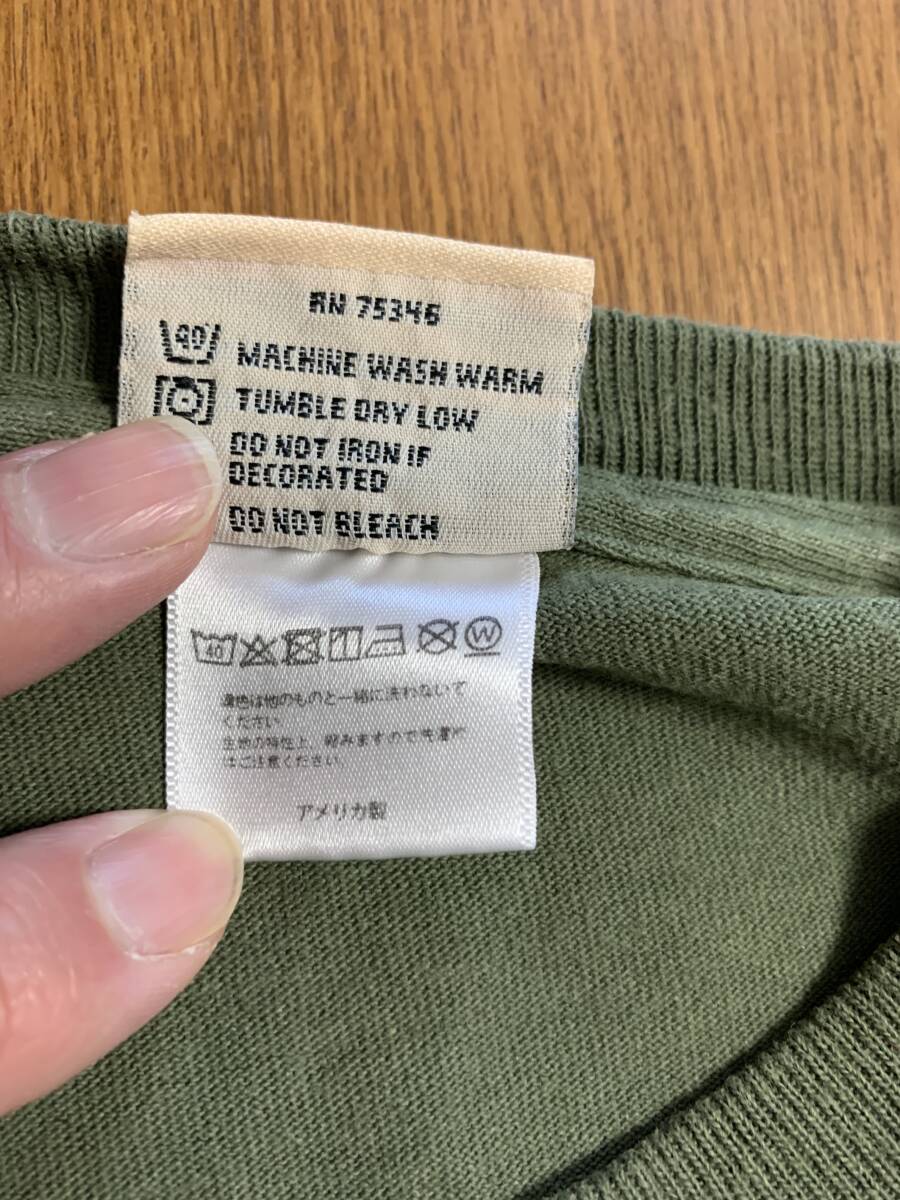 RN 75346
40 MACHINE WASH WARM
TUMBLE DRY LOW
DO NOT IRON IF
DECORATED
DO NOT BLEACH
40 W
濃色は他のものと一緒に洗わないで
ください
生地の特性上、縮みますので洗濯
はご注意ください。
アメリカ製